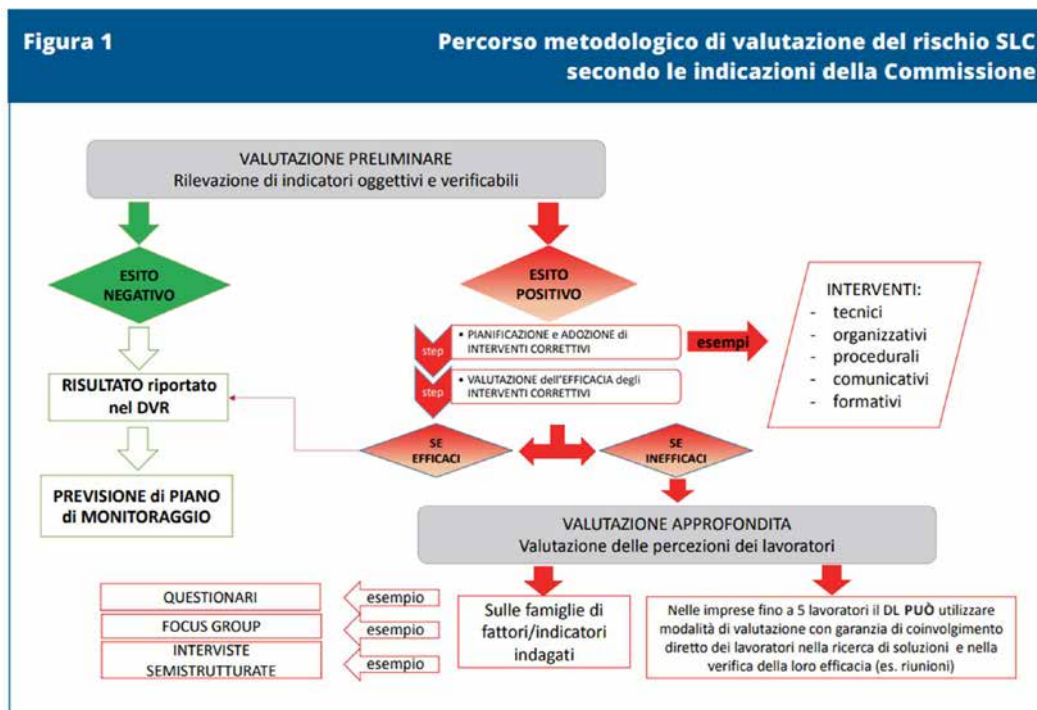 Figura 1
Percorso metodologico di valutazione del rischio SLC
secondo le indicazioni della Commissione
VALUTAZIONE PRELIMINARE
Rilevazione di indicatori oggettivi e verificabili
ESITO
NEGATIVO
ESITO
POSITIVO
RISULTATO riportato
nel DVR
PREVISIONE di PIANO
di MONITORAGGIO
step
• PIANIFICAZIONE e ADOZIONE di
INTERVENTI CORRETTIVI
step
• VALUTAZIONE dell'EFFICACIA degli
INTERVENTI CORRETTIVI
esempi
INTERVENTI:
- tecnici
- organizzativi
- procedurali
- comunicativi
- formativi
SE
EFFICACI
SE
INEFFICACI
VALUTAZIONE APPROFONDITA
Valutazione delle percezioni dei lavoratori
QUESTIONARI
esempio
FOCUS GROUP
esempio
INTERVISTE
SEMISTRUTTURATE
esempio
Sulle famiglie di
fattori/indicatori
indagati
Nelle imprese fino a 5 lavoratori il DL PUÒ utilizzare
modalità di valutazione con garanzia di coinvolgimento
diretto dei lavoratori nella ricerca di soluzioni e nella
verifica della loro efficacia (es. riunioni)